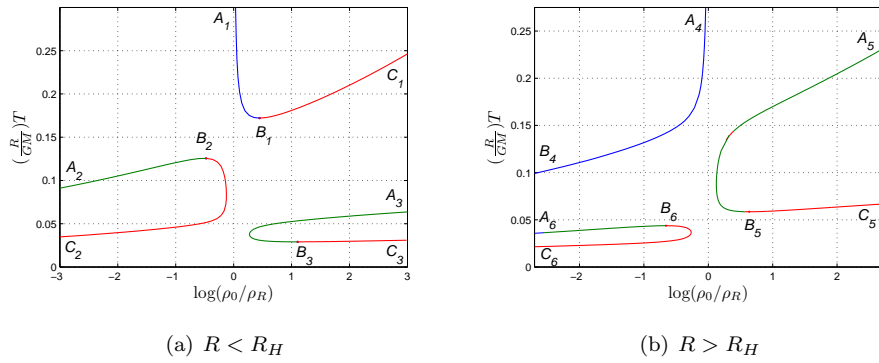 A1
A4
0.25
0.25
A5
C1
0.2
0.2
B2
B1
0.15
0.15
(R/GM)T
(R/GM)T
A2
B4
0.1
0.1
A3
B6
C5
0.05
0.05
A6
B5
C2
B3
C3
C6
0
0
−3 −2 −1 0 1 2 3
−2 −1 0 1 2
log(ρ0/ρR)
log(ρ0/ρR)
(a) R < RH
(b) R > RH